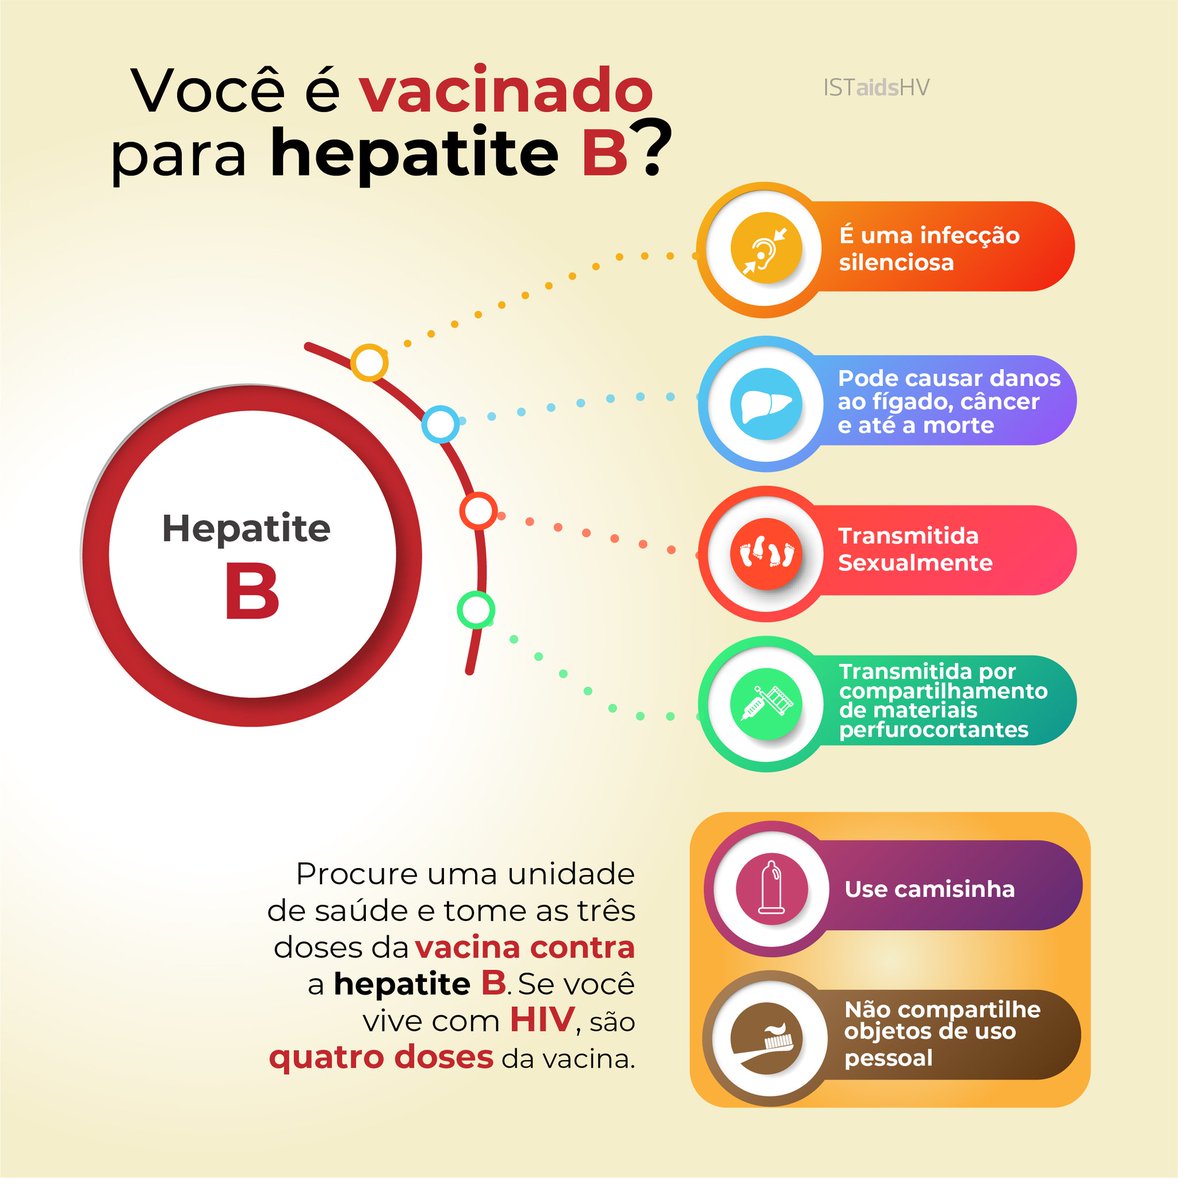 Você é vacinado
para hepatite B?
ISTaidsHV
É uma infecção
silenciosa
Pode causar danos
ao fígado, câncer
e até a morte
Hepatite
B
Transmitida
Sexualmente
Transmitida por
compartilhamento
de materiais
perfurocortantes
Procure uma unidade
de saúde e tome as três
doses da vacina contra
a hepatite B. Se você
vive com HIV, são
quatro doses da vacina.
Use camisinha
Não compartilhe
objetos de uso
pessoal